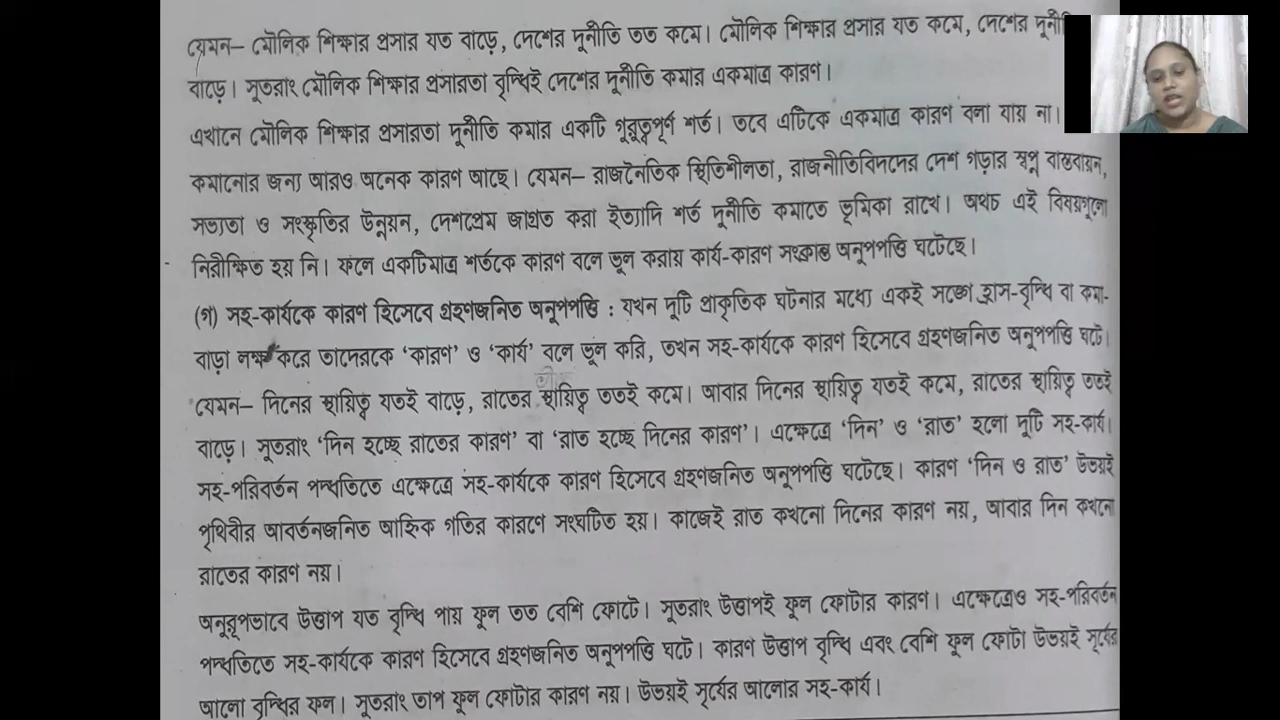 যেমন– মৌলিক শিক্ষার প্রসার যত বাড়ে, দেশের দুর্নীতি তত কমে। মৌলিক শিক্ষার প্রসার যত কমে, দেশের
বাড়ে। সুতরাং মৌলিক শিক্ষার প্রসারতা বৃদ্ধিই দেশের দুর্নীতি কমার একমাত্র কারণ।
এখানে মৌলিক শিক্ষার প্রসারতা দুর্নীতি কমার একটি গুরুত্বপূর্ণ শর্ত। তবে এটিকে একমাত্র কারণ বলা যায় না।
কমানোর জন্য আরও অনেক কারণ আছে। যেমন– রাজনৈতিক স্থিতিশীলতা, রাজনীতিবিদদের দেশ গড়ার স্বপ্ন বাস্তবায়ন,
সভ্যতা ও সংস্কৃতির উন্নয়ন, দেশপ্রেম জাগ্রত করা ইত্যাদি শর্ত দুর্নীতি কমাতে ভূমিকা রাখে। অথচ এই বিষয়গুলো
নিরীক্ষিত হয় নি। ফলে একটিমাত্র শর্তকে কারণ বলে ভুল করায় কার্য-কারণ সংক্রান্ত অনুপপত্তি ঘটেছে।
(গ) সহ-কার্যকে কারণ হিসেবে গ্রহণজনিত অনুপপত্তি : যখন দুটি প্রাকৃতিক ঘটনার মধ্যে একই সঙ্গে হ্রাস-বৃদ্ধি বা কমা-
বাড়া লক্ষ করে তাদেরকে ‘কারণ’ ও ‘কার্য’ বলে ভুল করি, তখন সহ-কার্যকে কারণ হিসেবে গ্রহণজনিত অনুপপত্তি ঘটে।
যেমন– দিনের স্থায়িত্ব যতই বাড়ে, রাতের স্থায়িত্ব ততই কমে। আবার দিনের স্থায়িত্ব যতই কমে, রাতের স্থায়িত্ব ততই
বাড়ে। সুতরাং ‘দিন হচ্ছে রাতের কারণ’ বা ‘রাত হচ্ছে দিনের কারণ’। এক্ষেত্রে ‘দিন’ ও ‘রাত’ হলো দুটি সহ-কার্য।
সহ-পরিবর্তন পদ্ধতিতে এক্ষেত্রে সহ-কার্যকে কারণ হিসেবে গ্রহণজনিত অনুপপত্তি ঘটেছে। কারণ ‘দিন ও রাত’ উভয়ই
পৃথিবীর আবর্তনজনিত আহ্নিক গতির কারণে সংঘটিত হয়। কাজেই রাত কখনো দিনের কারণ নয়, আবার দিন কখনো
রাতের কারণ নয়।
অনুরূপভাবে উত্তাপ যত বৃদ্ধি পায় ফুল তত বেশি ফোটে। সুতরাং উত্তাপই ফুল ফোটার কারণ। এক্ষেত্রেও সহ-পরিবর্তন
পদ্ধতিতে সহ-কার্যকে কারণ হিসেবে গ্রহণজনিত অনুপপত্তি ঘটে। কারণ উত্তাপ বৃদ্ধি এবং বেশি ফুল ফোটা উভয়ই সূর্যের
আলো বৃদ্ধির ফল। সুতরাং তাপ ফুল ফোটার কারণ নয়। উভয়ই সূর্যের আলোর সহ-কার্য।